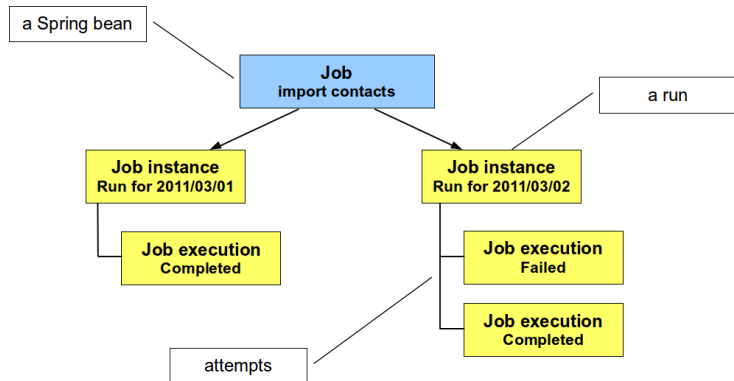 a Spring bean
Job
import contacts
a run
Job instance
Run for 2011/03/01
Job instance
Run for 2011/03/02
Job execution
Completed
Job execution
Failed
Job execution
Completed
attempts